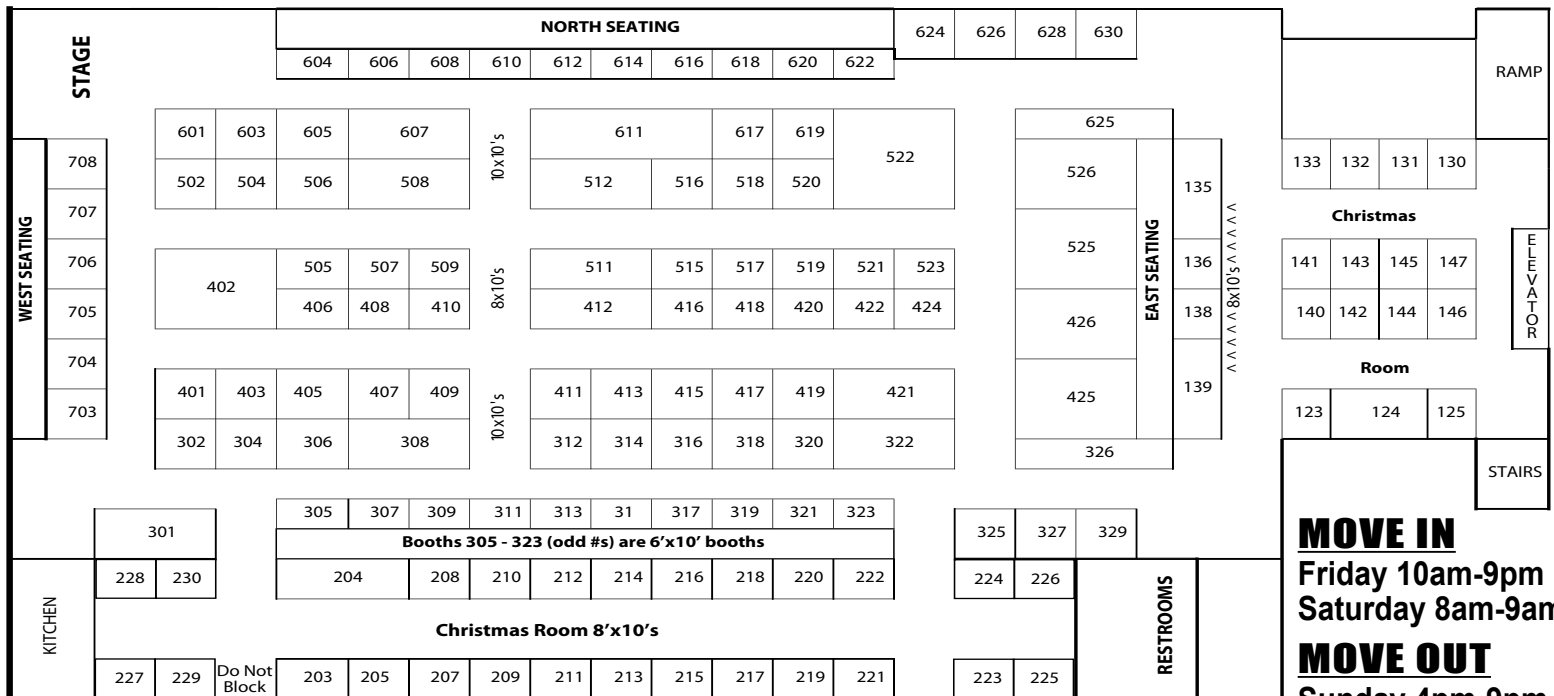 NORTH SEATING
624 626 628 630
STAGE
604 606 608 610 612 614 616 618 620 622
RAMP
601 603 605 607 10x10's 611 617 619 522 625
502 504 506 508 512 516 518 520
WEST SEATING
708
707
706
705
704
703
526
525
426
425
326
EAST SEATING
135
136
138
139
< < < < < < < 8x10's < < < < < <
133 132 131 130
Christmas
141 143 145 147
140 142 144 146
ELEVATOR
Room
123 124 125
STAIRS
402 505 507 509 8x10's 511 515 517 519 521 523
406 408 410 412 416 418 420 422 424
401 403 405 407 409 10x10's 411 413 415 417 419 421
302 304 306 308 312 314 316 318 320 322
305 307 309 311 313 31 317 319 321 323
301
Booths 305 - 323 (odd #s) are 6'x10' booths
325 327 329
228 230 204 208 210 212 214 216 218 220 222 224 226
KITCHEN
Christmas Room 8'x10's
RESTROOMS
227 229 Do Not
Block
203 205 207 209 211 213 215 217 219 221 223 225
MOVE IN
Friday 10am-9pm
Saturday 8am-9am
MOVE OUT
Sunday 4pm-9pm